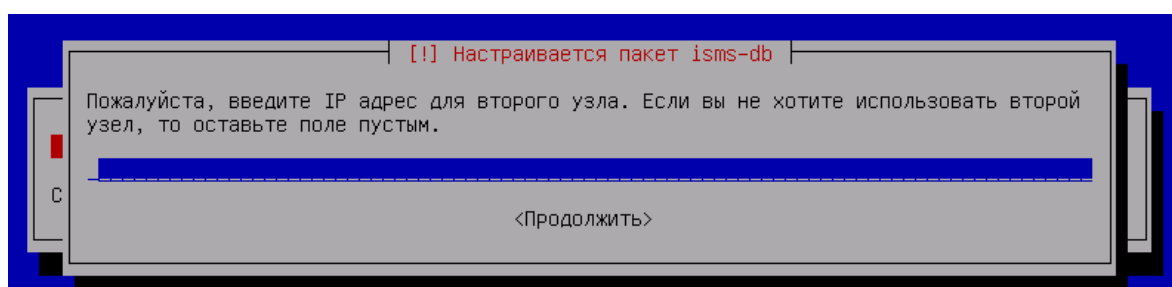 [!] Настраивается пакет isms-db
Пожалуйста, введите IP адрес для второго узла. Если вы не хотите использовать второй
узел, то оставьте поле пустым.
С
<Продолжить>